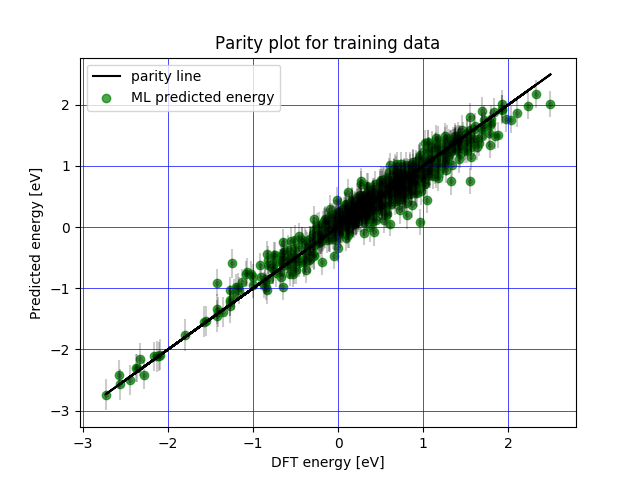 Parity plot for training data
parity line
ML predicted energy
Predicted energy [eV]
2
1
0
−1
−2
−3
−3 −2 −1 0 1 2
DFT energy [eV]